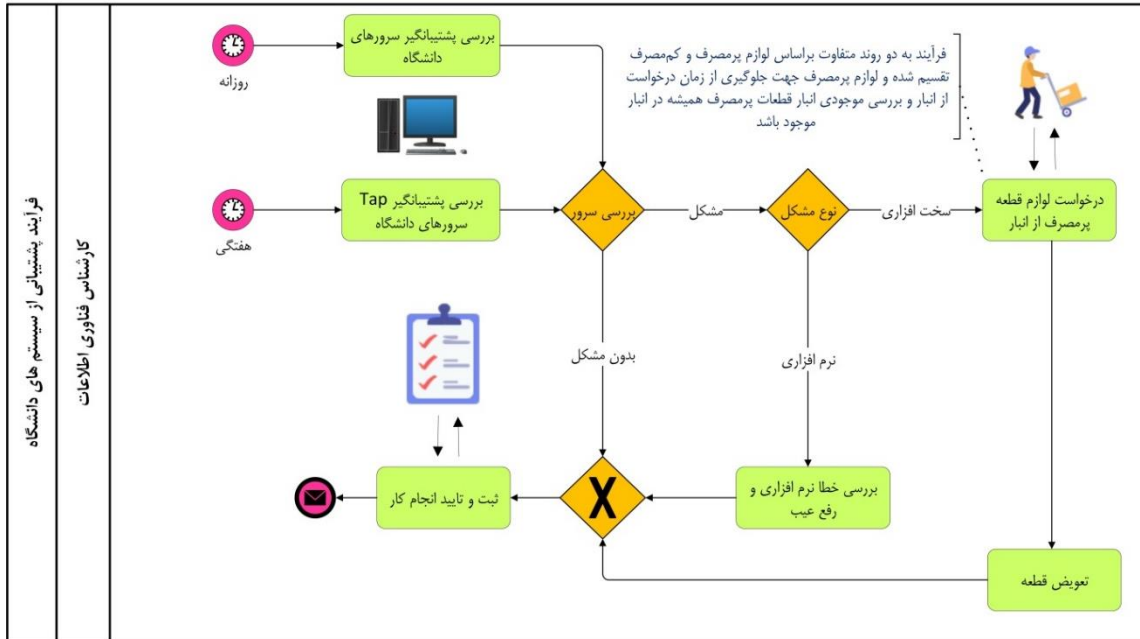 فرآیند پشتیبانی از سیستم های دانشگاه
کارشناس فناوری اطلاعات
روزانه
بررسی پشتیبانگیر سرورهای
دانشگاه
فرآیند به دو روند متفاوت براساس لوازم پرمصرف و کم‌مصرف
تقسیم شده و لوازم پرمصرف جهت جلوگیری از زمان درخواست
از انبار و بررسی موجودی انبار قطعات پرمصرف همیشه در انبار
موجود باشد
هفتگی
بررسی پشتیبانگیر Tap
سرورهای دانشگاه
بررسی سرور
مشکل
نوع مشکل
سخت افزاری
درخواست لوازم قطعه
پرمصرف از انبار
بدون مشکل
نرم افزاری
ثبت و تایید انجام کار
X
بررسی خطا نرم افزاری و
رفع عیب
تعویض قطعه